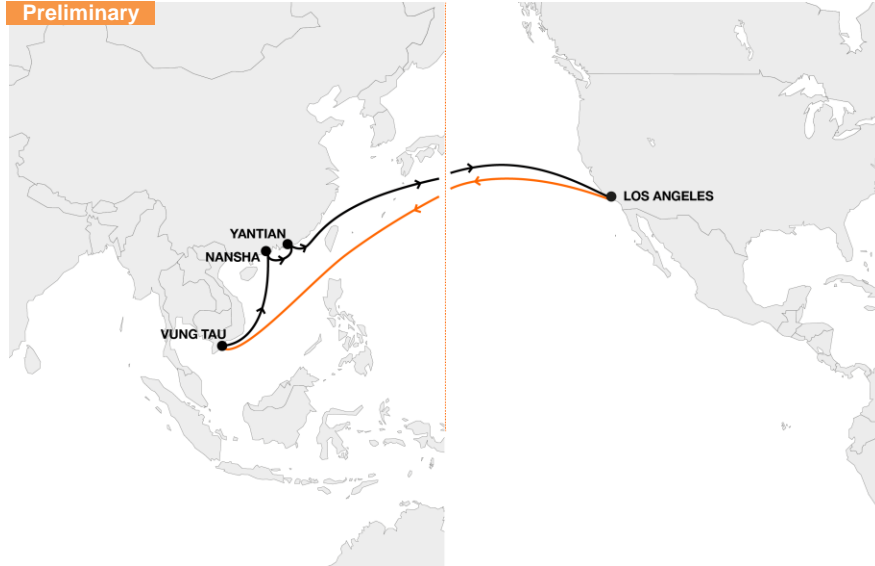 Preliminary
LOS ANGELES
YANTIAN
NANSHA
VUNG TAU